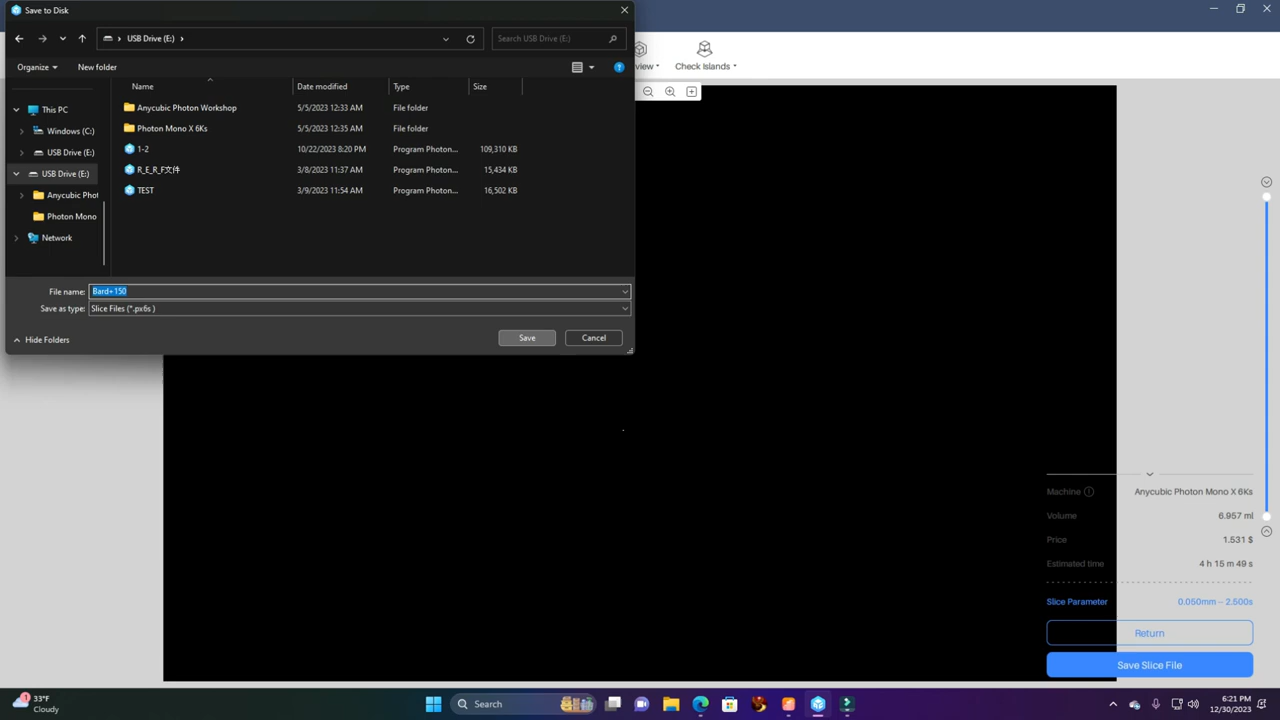 Save to Disk
USB Drive (E:)
Search USB Drive (E:)
view
Check Islands
Organize
New folder
Name
Date modified
Type
Size
This PC
Windows (C:)
USB Drive (E:)
USB Drive (E:)
Anycubic Phot
Photon Mono
Network
Anycubic Photon Workshop 5/5/2023 12:33 AM File folder
Photon Mono X 6Ks 5/5/2023 12:35 AM File folder
1-2 10/22/2023 8:20 PM Program Photon... 109,310 KB
R_E_R_F文件 3/8/2023 11:37 AM Program Photon... 15,434 KB
TEST 3/9/2023 11:54 AM Program Photon... 16,502 KB
File name: Bard+150
Save as type: Slice Files (*.px6s )
Hide Folders
Save
Cancel
Machine Anycubic Photon Mono X 6Ks
Volume 6.957 ml
Price 1.531 $
Estimated time 4 h 15 m 49 s
Slice Parameter 0.050mm -- 2.500s
Return
Save Slice File
1
33°F
Cloudy
Search
6:21 PM
12/30/2023